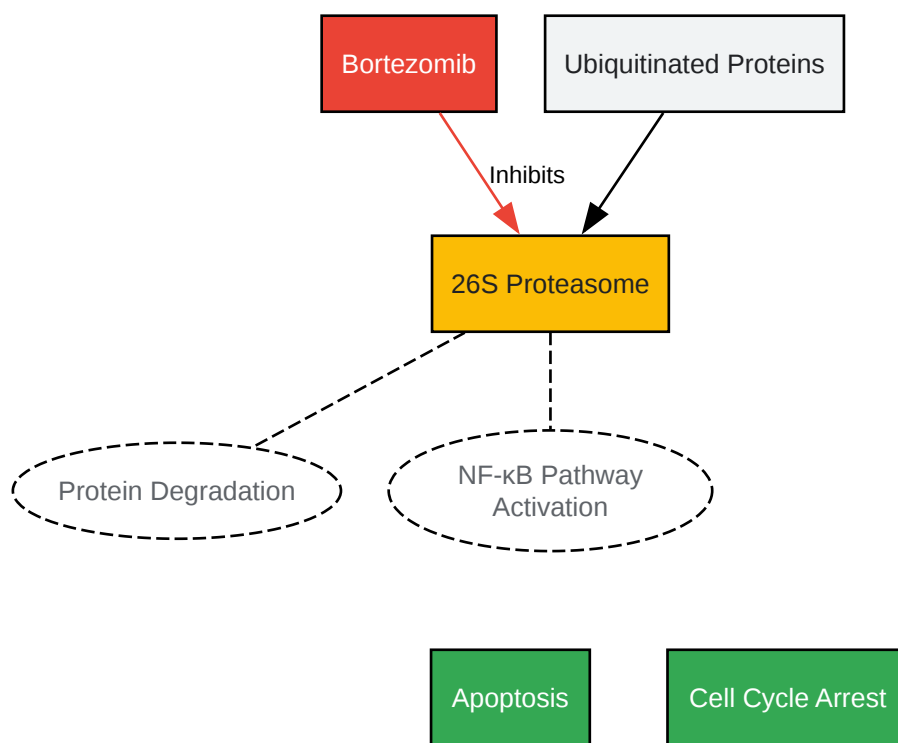 Bortezomib
Ubiquitinated Proteins
Inhibits
26S Proteasome
Protein Degradation
NF-κB Pathway
Activation
Apoptosis
Cell Cycle Arrest